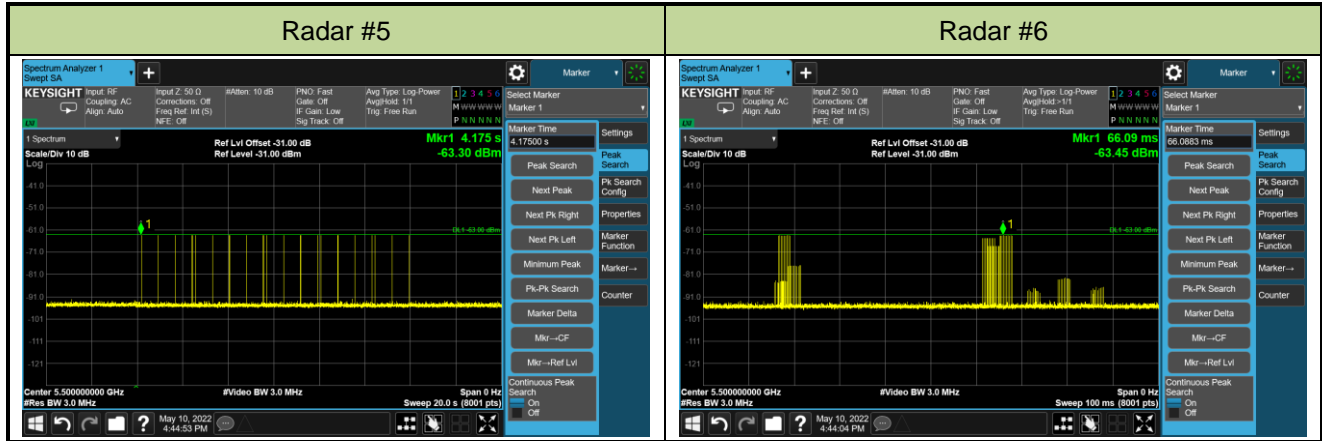 Radar #5
Radar #6
Spectrum Analyzer 1
Swept SA
+
Marker
KEYSIGHT
Input: RF
Coupling: AC
Align: Auto
Input Z: 50 Ω
Corrections: Off
Freq Ref: Int (S)
NFE: Off
#Atten: 10 dB
PNO: Fast
Gate: Off
IF Gain: Low
Sig Track: Off
Avg Type: Log-Power
Avg|Hold: 1/1
Trig: Free Run
1 2 3 4 5 6
M W W W W W
P N N N N N
LXI
Select Marker
Marker 1
1 Spectrum
Scale/Div 10 dB
Log
Ref Lvl Offset -31.00 dB
Ref Level -31.00 dBm
Mkr1 4.175 s
-63.30 dBm
Marker Time
4.17500 s
Settings
Peak Search
Peak
Search
Next Peak
Pk Search
Config
Next Pk Right
Properties
Next Pk Left
Marker
Function
Minimum Peak
Marker→
Pk-Pk Search
Counter
Marker Delta
Mkr→CF
Mkr→Ref Lvl
Continuous Peak
Search
On
Off
-41.0
-51.0
-61.0
-71.0
-81.0
-91.0
-101
-111
-121
1
DL1 -63.00 dBm
Center 5.500000000 GHz
#Res BW 3.0 MHz
#Video BW 3.0 MHz
Span 0 Hz
Sweep 20.0 s (8001 pts)
?
May 10, 2022
4:44:53 PM
Spectrum Analyzer 1
Swept SA
+
Marker
KEYSIGHT
Input: RF
Coupling: AC
Align: Auto
Input Z: 50 Ω
Corrections: Off
Freq Ref: Int (S)
NFE: Off
#Atten: 10 dB
PNO: Fast
Gate: Off
IF Gain: Low
Sig Track: Off
Avg Type: Log-Power
Avg|Hold:>1/1
Trig: Free Run
1 2 3 4 5 6
M W W W W W
P N N N N N
LXI
Select Marker
Marker 1
1 Spectrum
Scale/Div 10 dB
Log
Ref Lvl Offset -31.00 dB
Ref Level -31.00 dBm
Mkr1 66.09 ms
-63.45 dBm
Marker Time
66.0883 ms
Settings
Peak Search
Peak
Search
Next Peak
Pk Search
Config
Next Pk Right
Properties
Next Pk Left
Marker
Function
Minimum Peak
Marker→
Pk-Pk Search
Counter
Marker Delta
Mkr→CF
Mkr→Ref Lvl
Continuous Peak
Search
On
Off
-41.0
-51.0
-61.0
-71.0
-81.0
-91.0
-101
-111
-121
1
DL1 -63.00 dBm
Center 5.500000000 GHz
#Res BW 3.0 MHz
#Video BW 3.0 MHz
Span 0 Hz
Sweep 100 ms (8001 pts)
?
May 10, 2022
4:44:04 PM